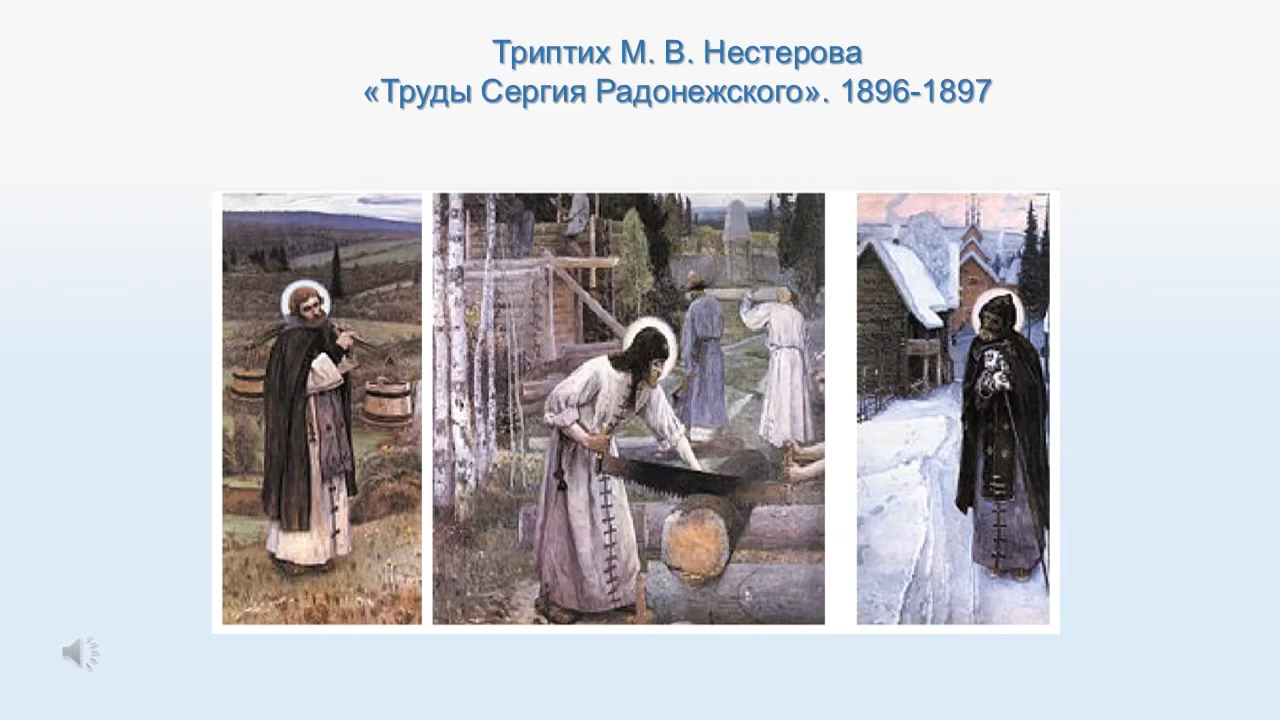 Триптих М. В. Нестерова
«Труды Сергия Радонежского». 1896-1897